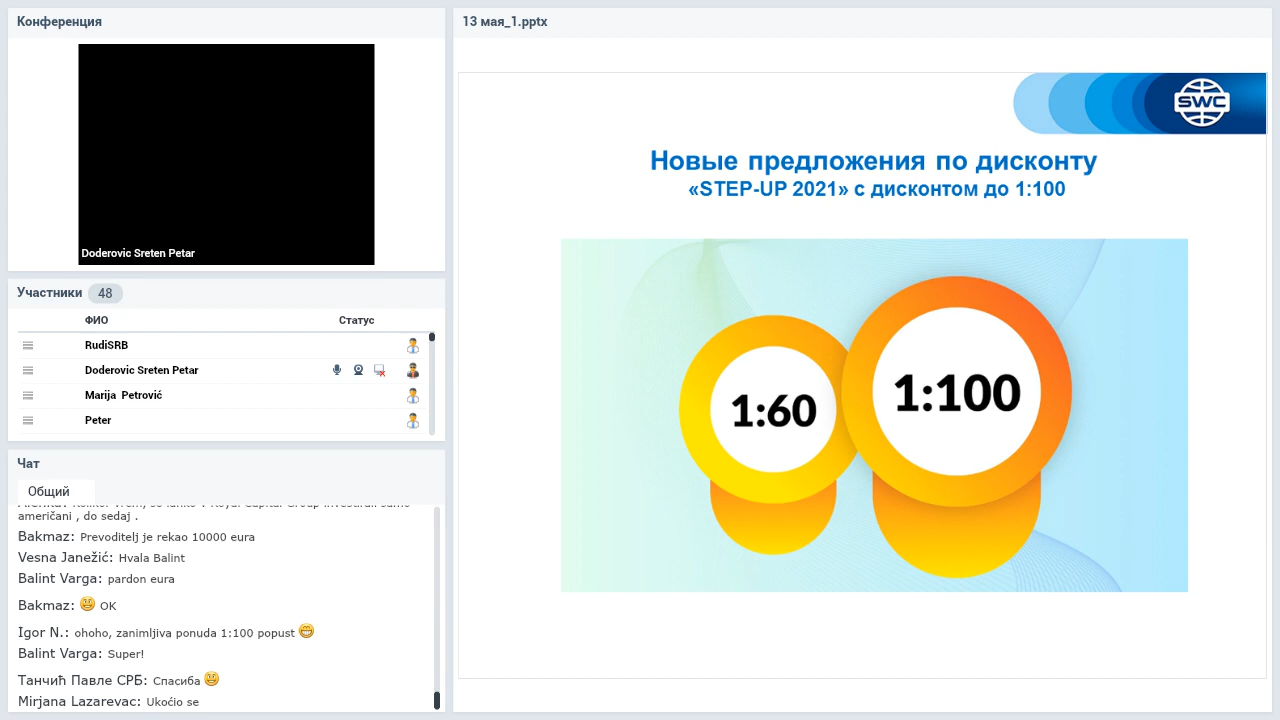 Конференция
Doderovic Sreten Petar
Участники 48
ФИО Статус
RudiSRB
Doderovic Sreten Petar
Marija Petrović
Peter
Чат
Общий
američani , do sedaj .
Bakmaz: Prevoditelj je rekao 10000 eura
Vesna Janežić: Hvala Balint
Balint Varga: pardon eura
Bakmaz: OK
Igor N.: ohoho, zanimljiva ponuda 1:100 popust
Balint Varga: Super!
Танчић Павле СРБ: Спасиба
Mirjana Lazarevac: Ukočio se
13 мая_1.pptx
SWC
Новые предложения по дисконту
«STEP-UP 2021» с дисконтом до 1:100
1:60
1:100